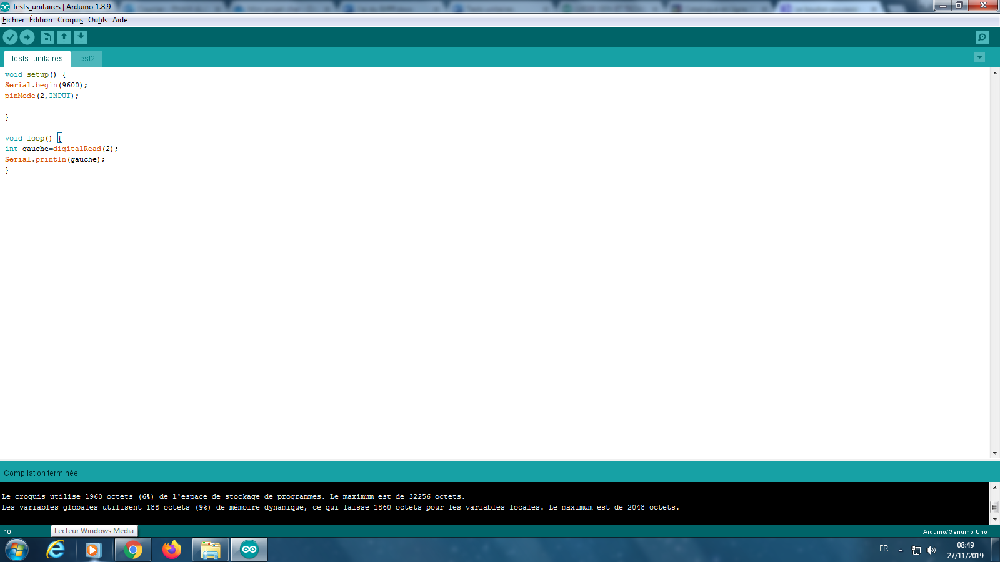 tests_unitaires | Arduino 1.8.9
Fichier Édition Croquis Outils Aide
tests_unitaires test2
void setup() {
Serial.begin(9600);
pinMode(2,INPUT);
}
void loop() {
int gauche=digitalRead(2);
Serial.println(gauche);
}
Compilation terminée.
Le croquis utilise 1960 octets (6%) de l'espace de stockage de programmes. Le maximum est de 32256 octets.
Les variables globales utilisent 188 octets (9%) de mémoire dynamique, ce qui laisse 1860 octets pour les variables locales. Le maximum est de 2048 octets.
10 Arduino/Genuino Uno
Lecteur Windows Media
FR 08:49
27/11/2019